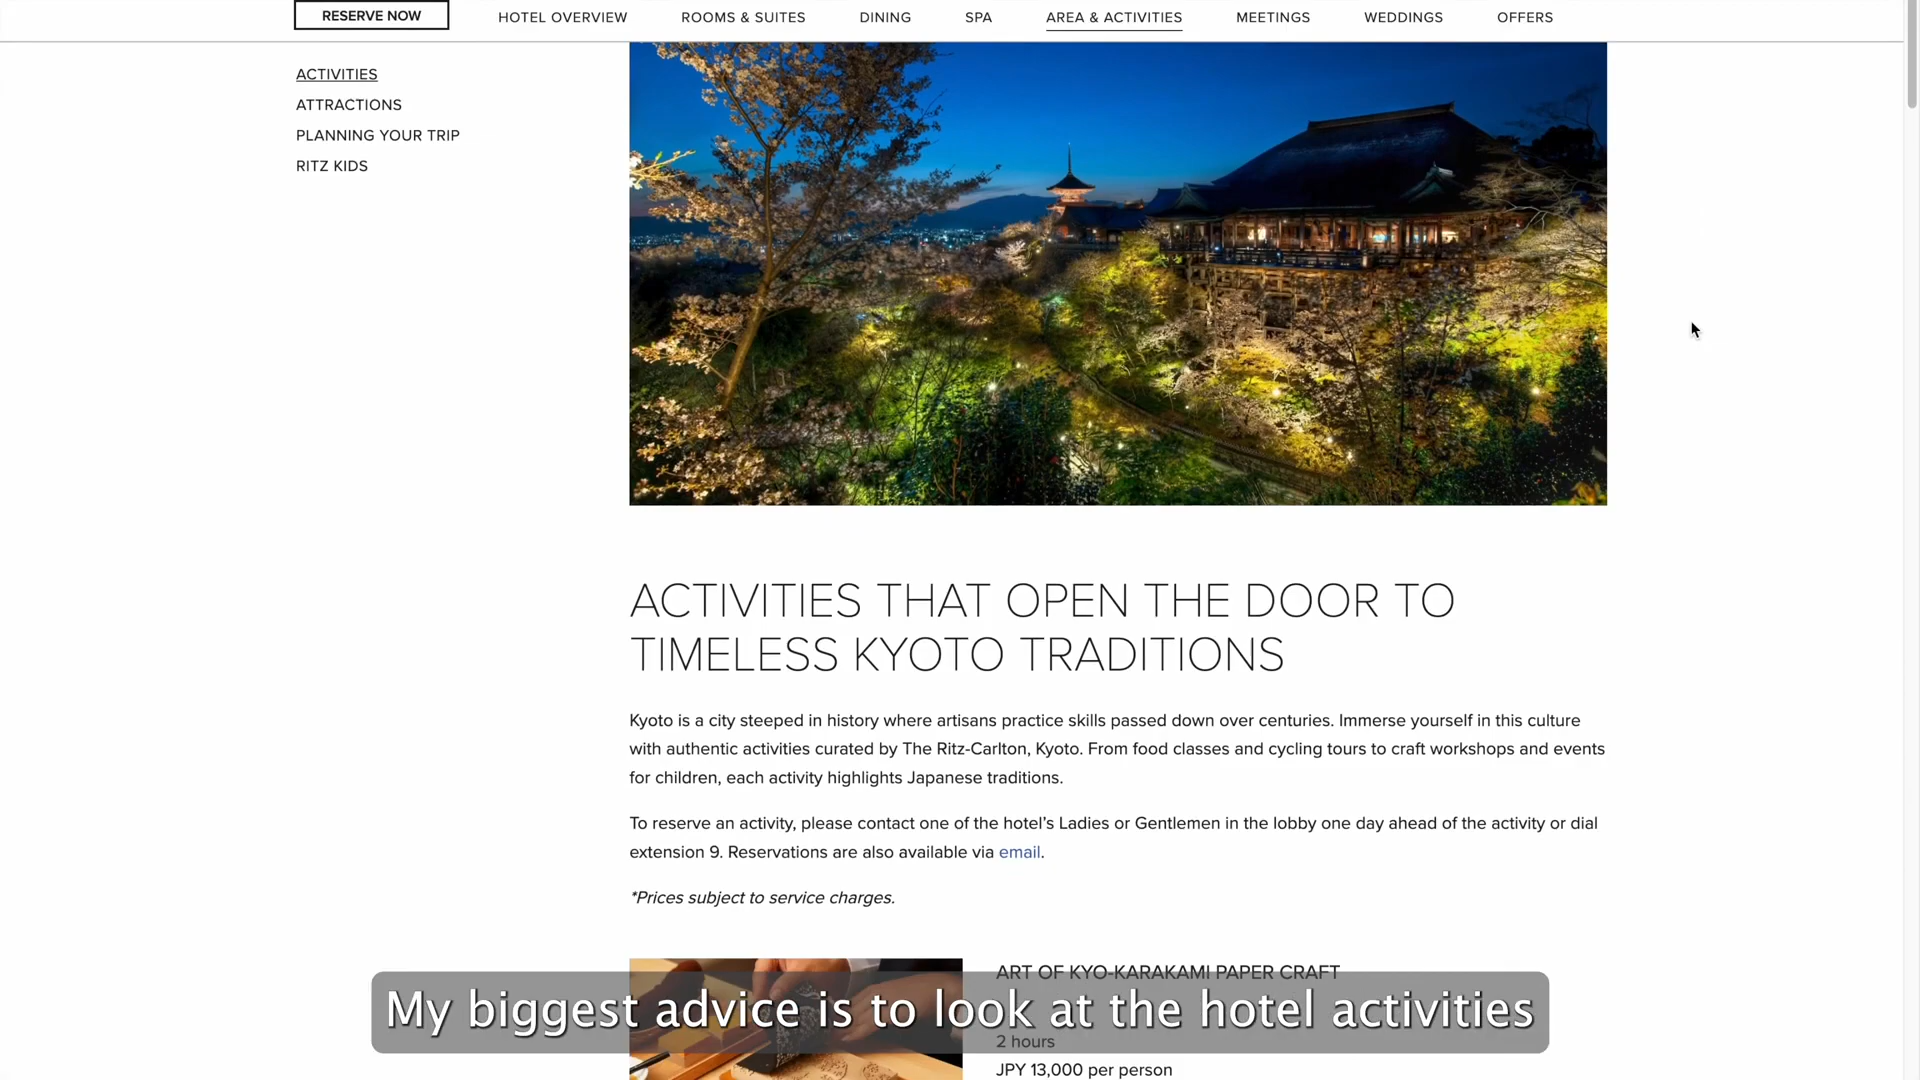 RESERVE NOW
HOTEL OVERVIEW
ROOMS & SUITES
DINING
SPA
AREA & ACTIVITIES
MEETINGS
WEDDINGS
OFFERS
ACTIVITIES
ATTRACTIONS
PLANNING YOUR TRIP
RITZ KIDS
ACTIVITIES THAT OPEN THE DOOR TO
TIMELESS KYOTO TRADITIONS
Kyoto is a city steeped in history where artisans practice skills passed down over centuries. Immerse yourself in this culture
with authentic activities curated by The Ritz-Carlton, Kyoto. From food classes and cycling tours to craft workshops and events
for children, each activity highlights Japanese traditions.
To reserve an activity, please contact one of the hotel's Ladies or Gentlemen in the lobby one day ahead of the activity or dial
extension 9. Reservations are also available via email.
*Prices subject to service charges.
ART OF KYO-KARAKAMI PAPER CRAFT
My biggest advice is to look at the hotel activities
2 hours
JPY 13,000 per person